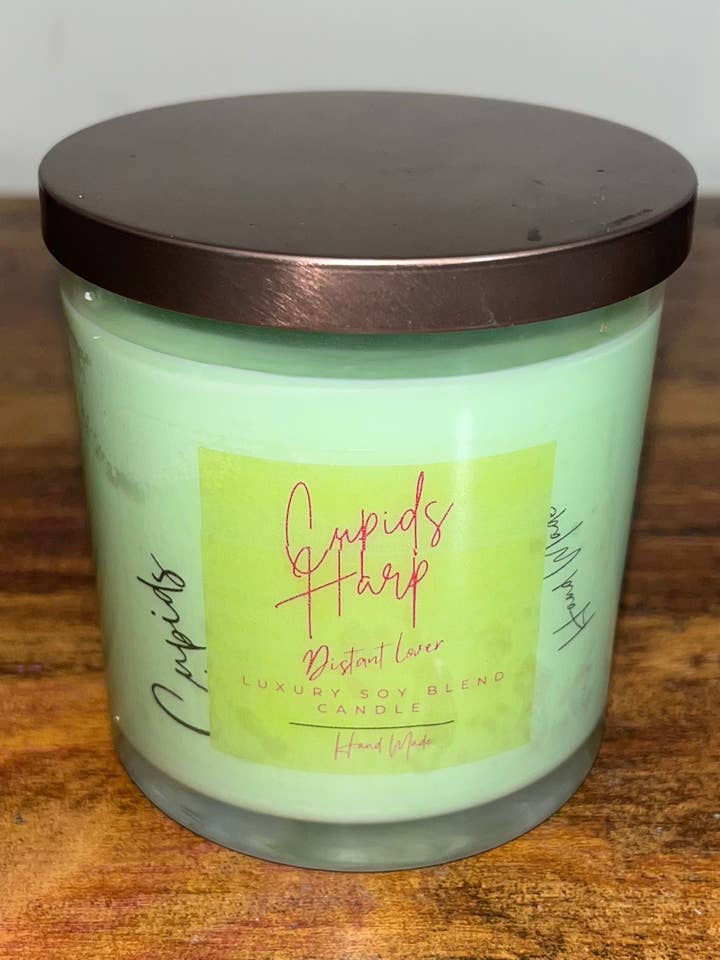 Cupids
Harp
Distant Lover
LUXURY SOY BLEND
CANDLE
Hand Made
Cupids
Hand Made